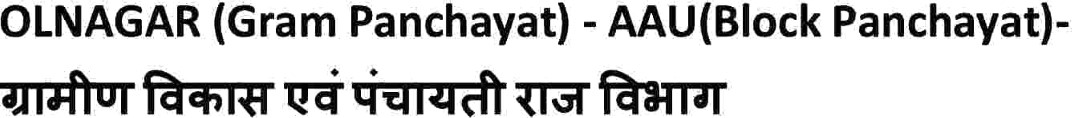 OLNAGAR (Gram Panchayat) - AAU(Block Panchayat)-
ग्रामीण विकास एवं पंचायती राज विभाग